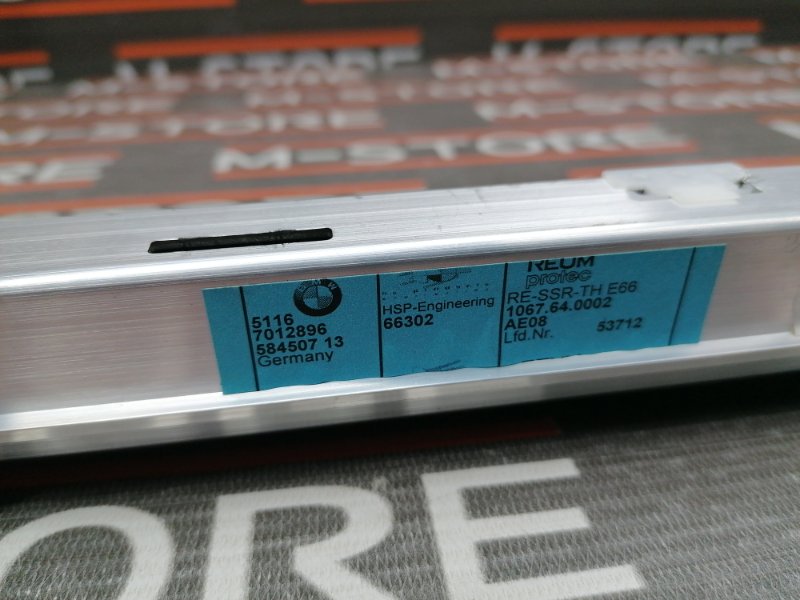 M-STORE
M-STORE
5116
7012896
584507 13
Germany
HSP-Engineering
66302
REUM
protec
RE-SSR-TH E66
1067.64.0002
AE08
Lfd.Nr. 53712
ORE